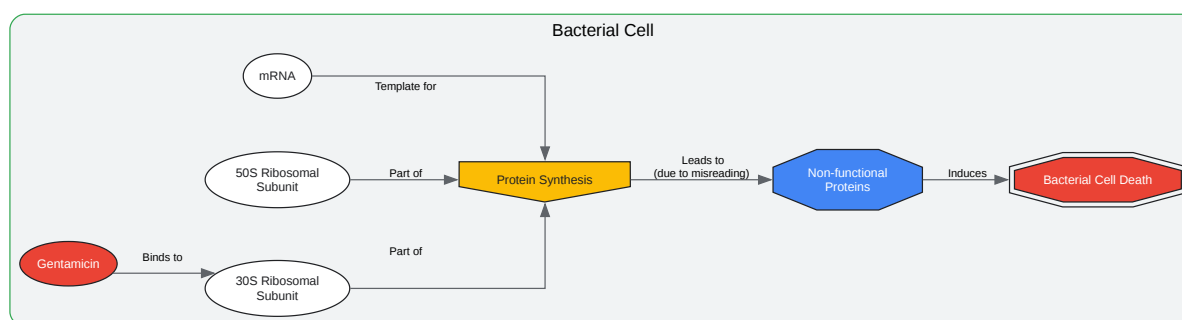 Bacterial Cell
mRNA
Template for
50S Ribosomal
Subunit
Part of
Protein Synthesis
Leads to
(due to misreading)
Non-functional
Proteins
Induces
Bacterial Cell Death
Gentamicin
Binds to
30S Ribosomal
Subunit
Part of